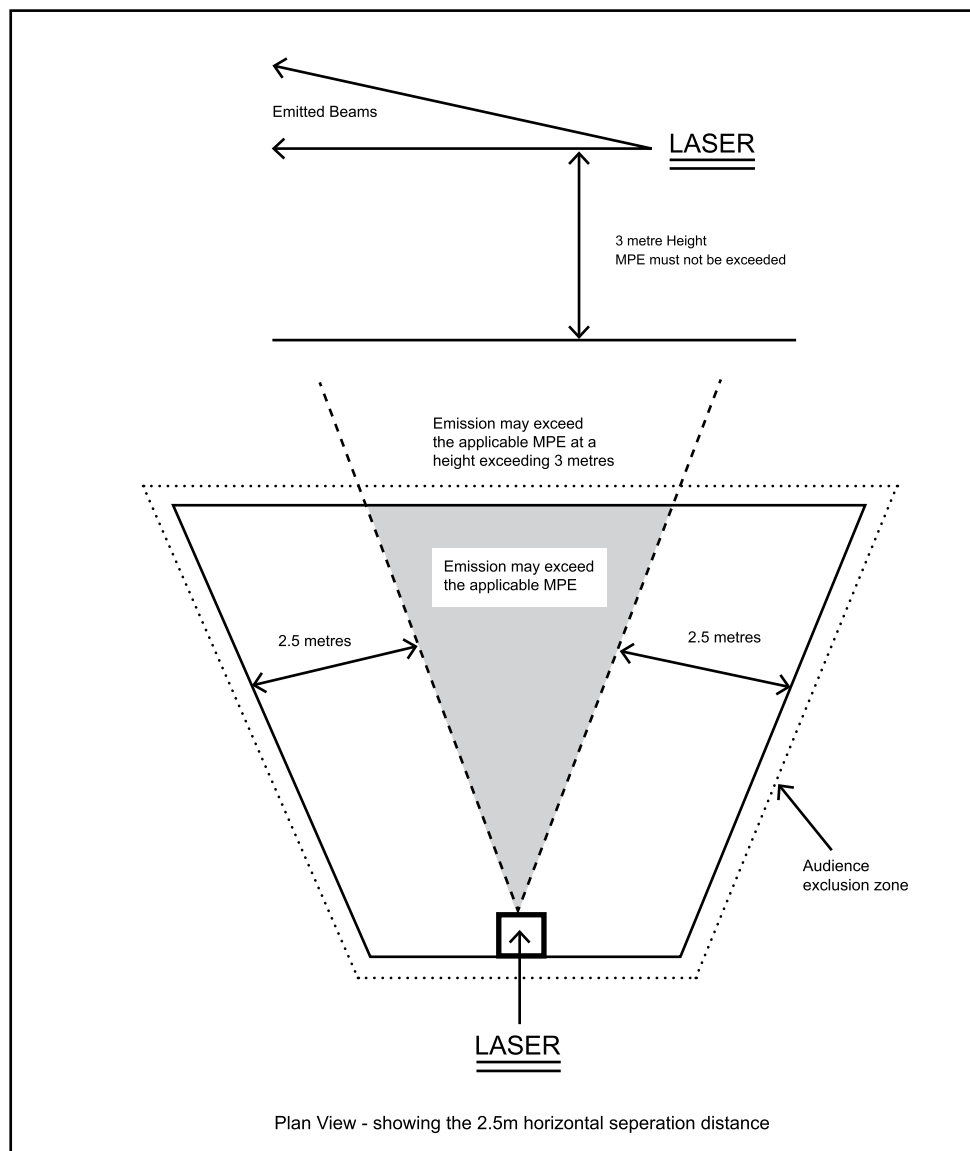 Emitted Beams
LASER
3 metre Height
MPE must not be exceeded
Emission may exceed
the applicable MPE at a
height exceeding 3 metres
Emission may exceed
the applicable MPE
2.5 metres
2.5 metres
Audience
exclusion zone
LASER
Plan View - showing the 2.5m horizontal seperation distance